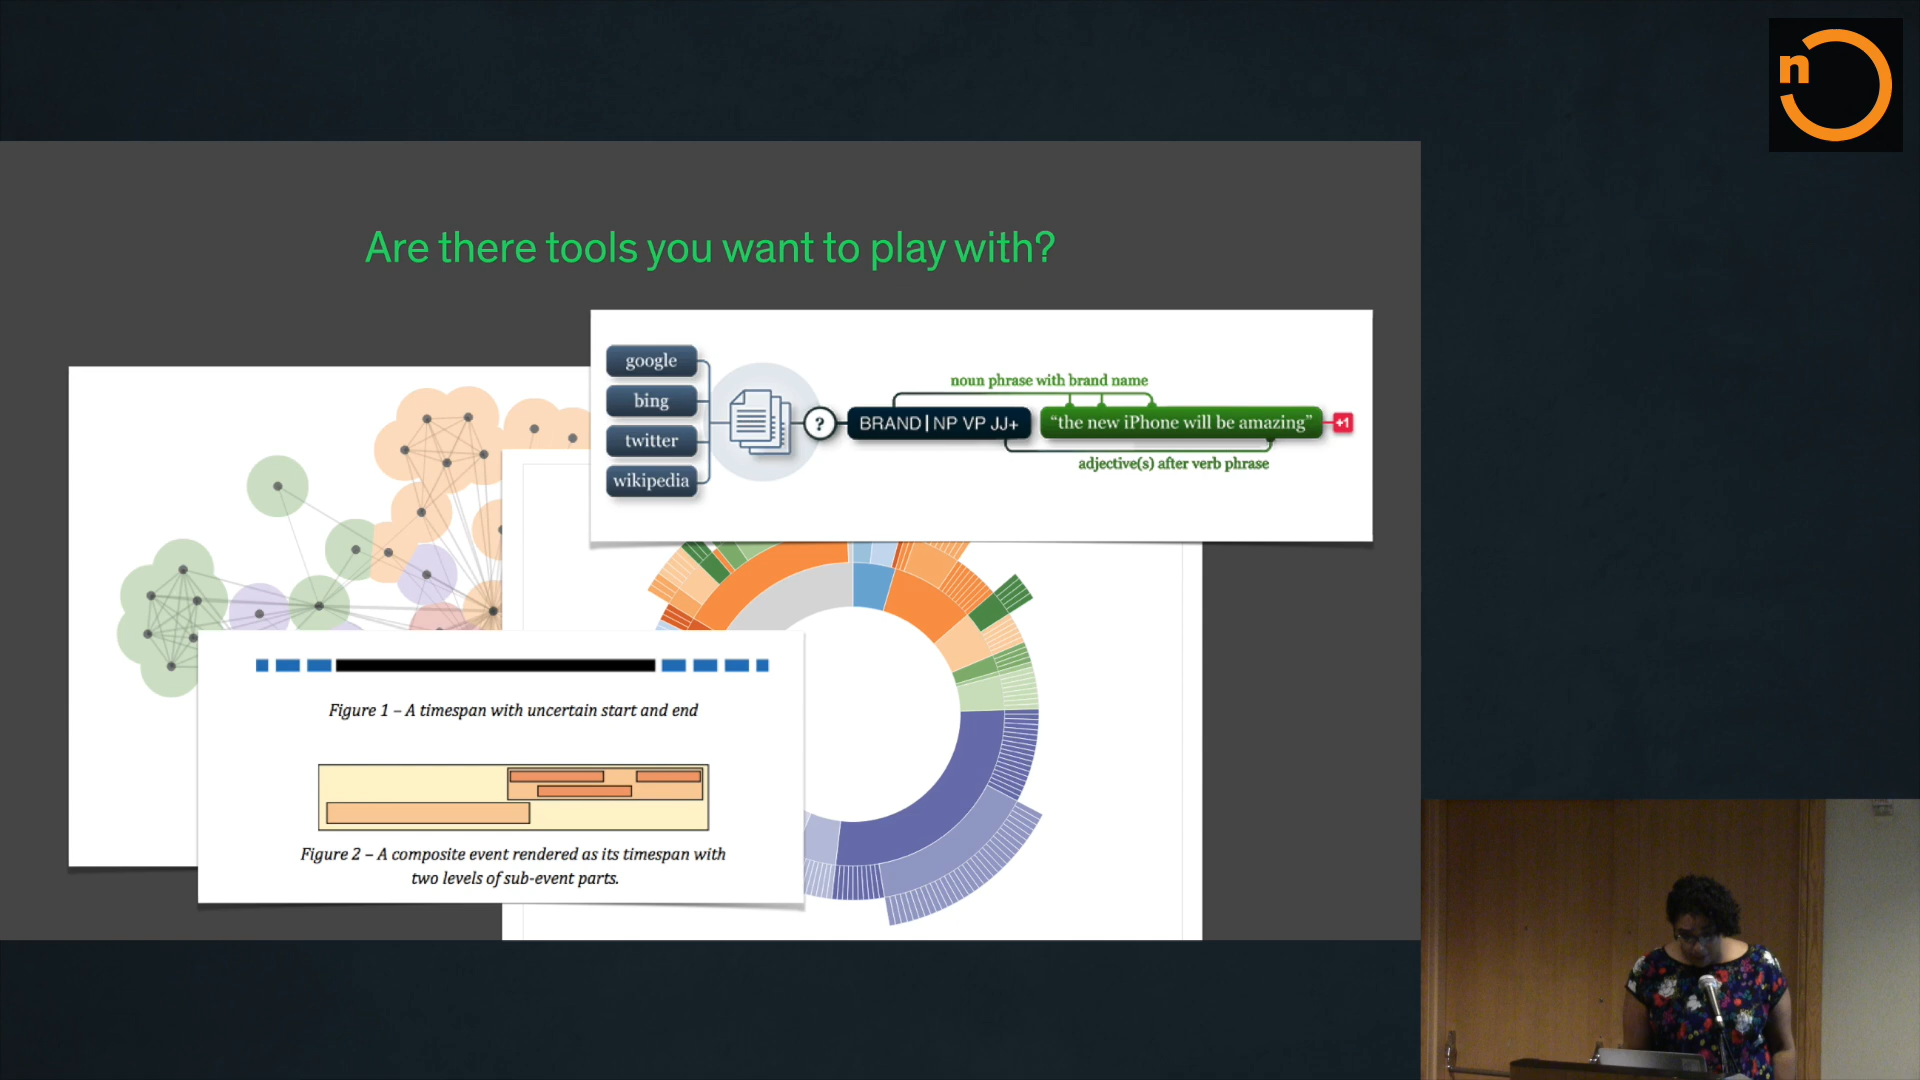 n
Are there tools you want to play with?
google
bing
twitter
wikipedia
?
BRAND | NP VP JJ+
noun phrase with brand name
“the new iPhone will be amazing”
+1
adjective(s) after verb phrase
Figure 1 – A timespan with uncertain start and end
Figure 2 – A composite event rendered as its timespan with
two levels of sub-event parts.